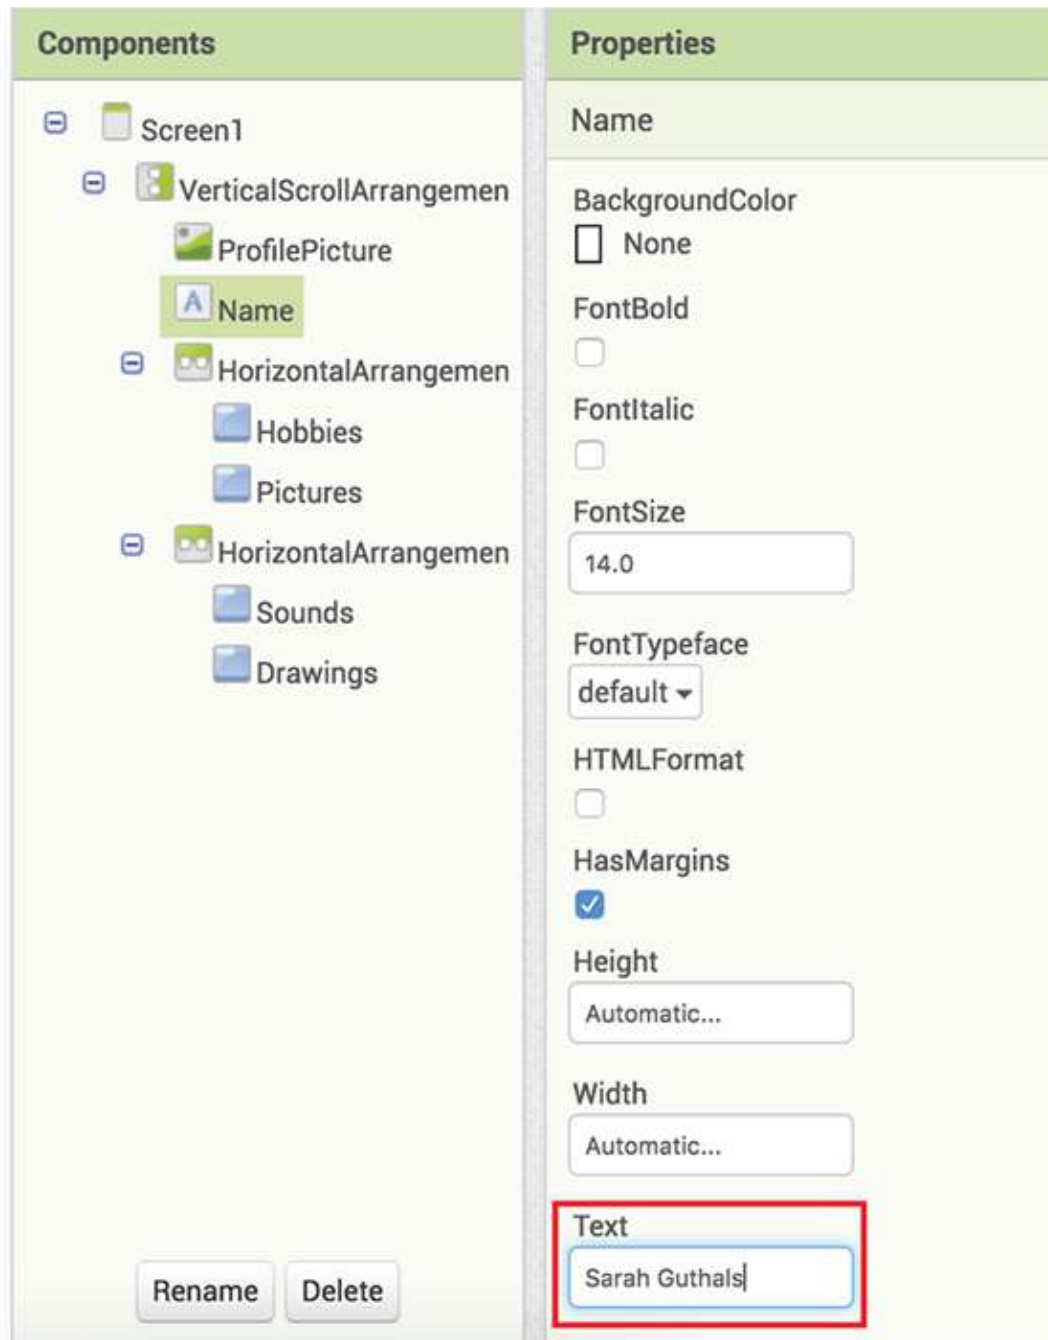 Components
Screen1
VerticalScrollArrangemen
ProfilePicture
A Name
HorizontalArrangemen
Hobbies
Pictures
HorizontalArrangemen
Sounds
Drawings
Rename Delete
Properties
Name
BackgroundColor
None
FontBold
FontItalic
FontSize
14.0
FontTypeface
default
HTMLFormat
HasMargins
Height
Automatic...
Width
Automatic...
Text
Sarah Guthals